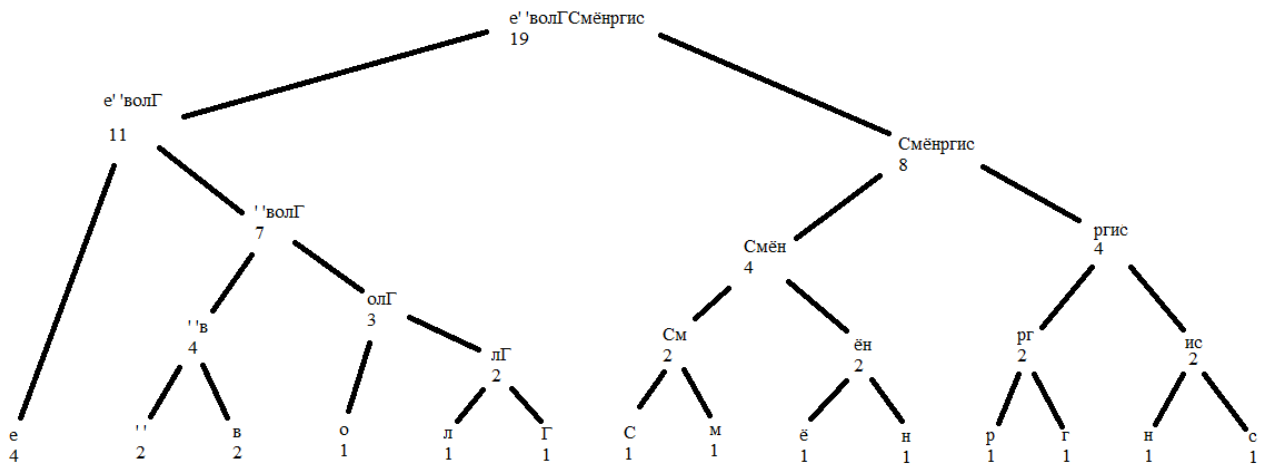 е' 'волГСмёнргис
19
е' 'волГ
11
Смёнргис
8
' 'волГ
7
Смён
4
ргис
4
олГ
3
' 'в
4
См
2
ён
2
рг
2
ис
2
лГ
2
е
4
' '
2
в
2
о
1
л
1
Г
1
С
1
м
1
ё
1
н
1
р
1
г
1
н
1
с
1